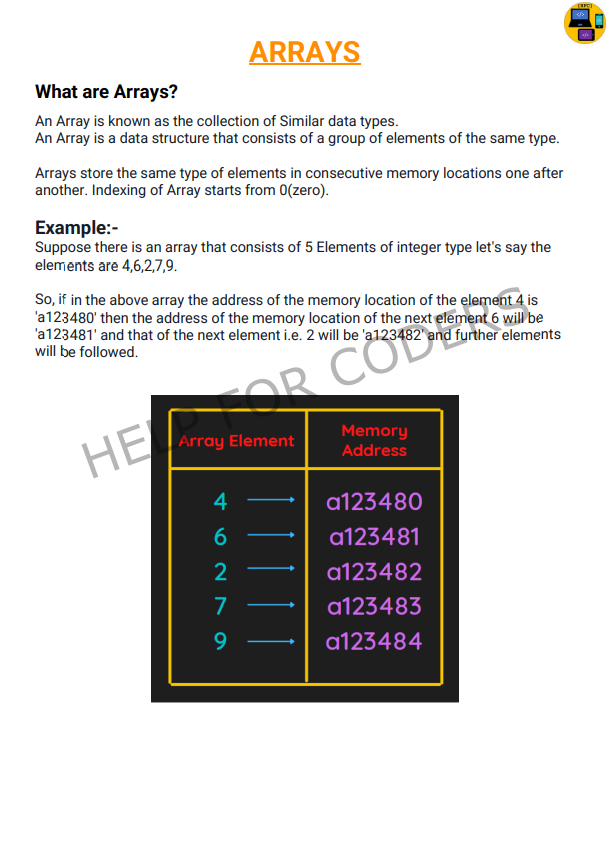 [HFC]
ARRAYS
What are Arrays?
An Array is known as the collection of Similar data types.
An Array is a data structure that consists of a group of elements of the same type.
Arrays store the same type of elements in consecutive memory locations one after
another. Indexing of Array starts from 0(zero).
Example:-
Suppose there is an array that consists of 5 Elements of integer type let's say the
elements are 4,6,2,7,9.
So, if in the above array the address of the memory location of the element 4 is
'a123480' then the address of the memory location of the next element 6 will be
'a123481' and that of the next element i.e. 2 will be 'a123482' and further elements
will be followed.
HELP FOR CODERS
Array Element Memory Address
4 a123480
6 a123481
2 a123482
7 a123483
9 a123484